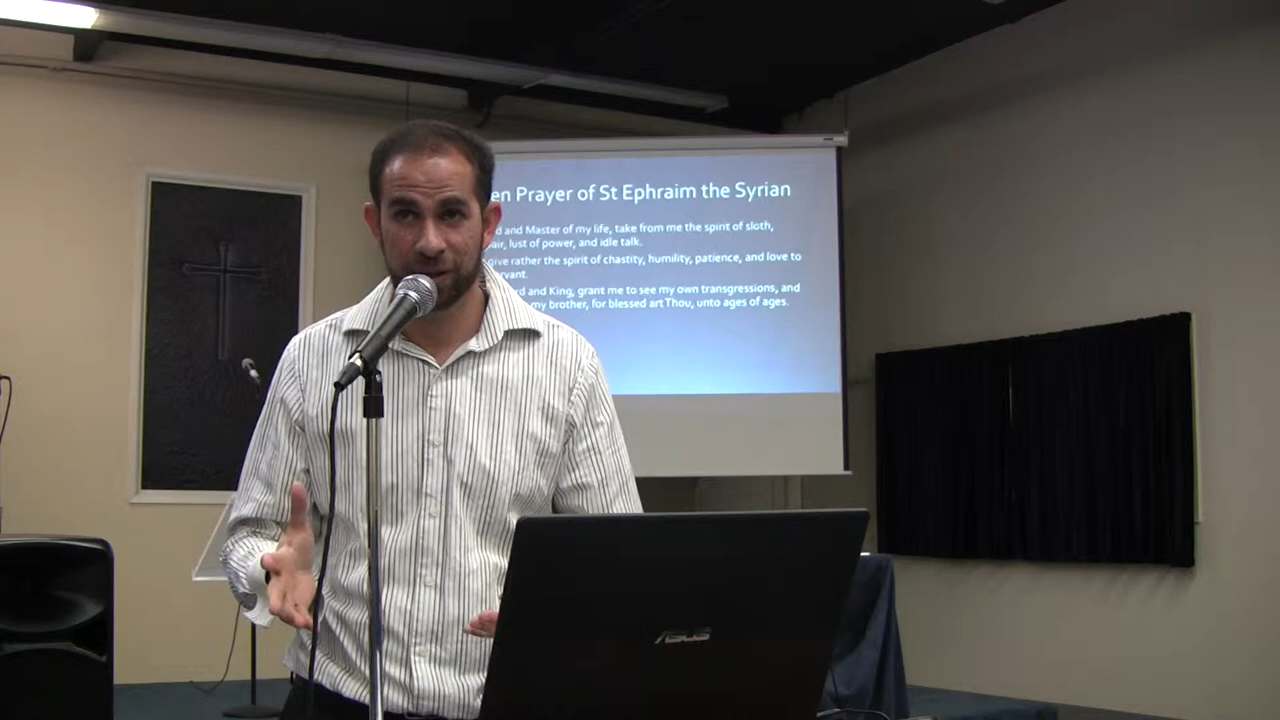 en Prayer of St Ephraim the Syrian
d and Master of my life, take from me the spirit of sloth,
air, lust of power, and idle talk.
give rather the spirit of chastity, humility, patience, and love to
rvant.
rd and King, grant me to see my own transgressions, and
my brother, for blessed art Thou, unto ages of ages.
ASUS